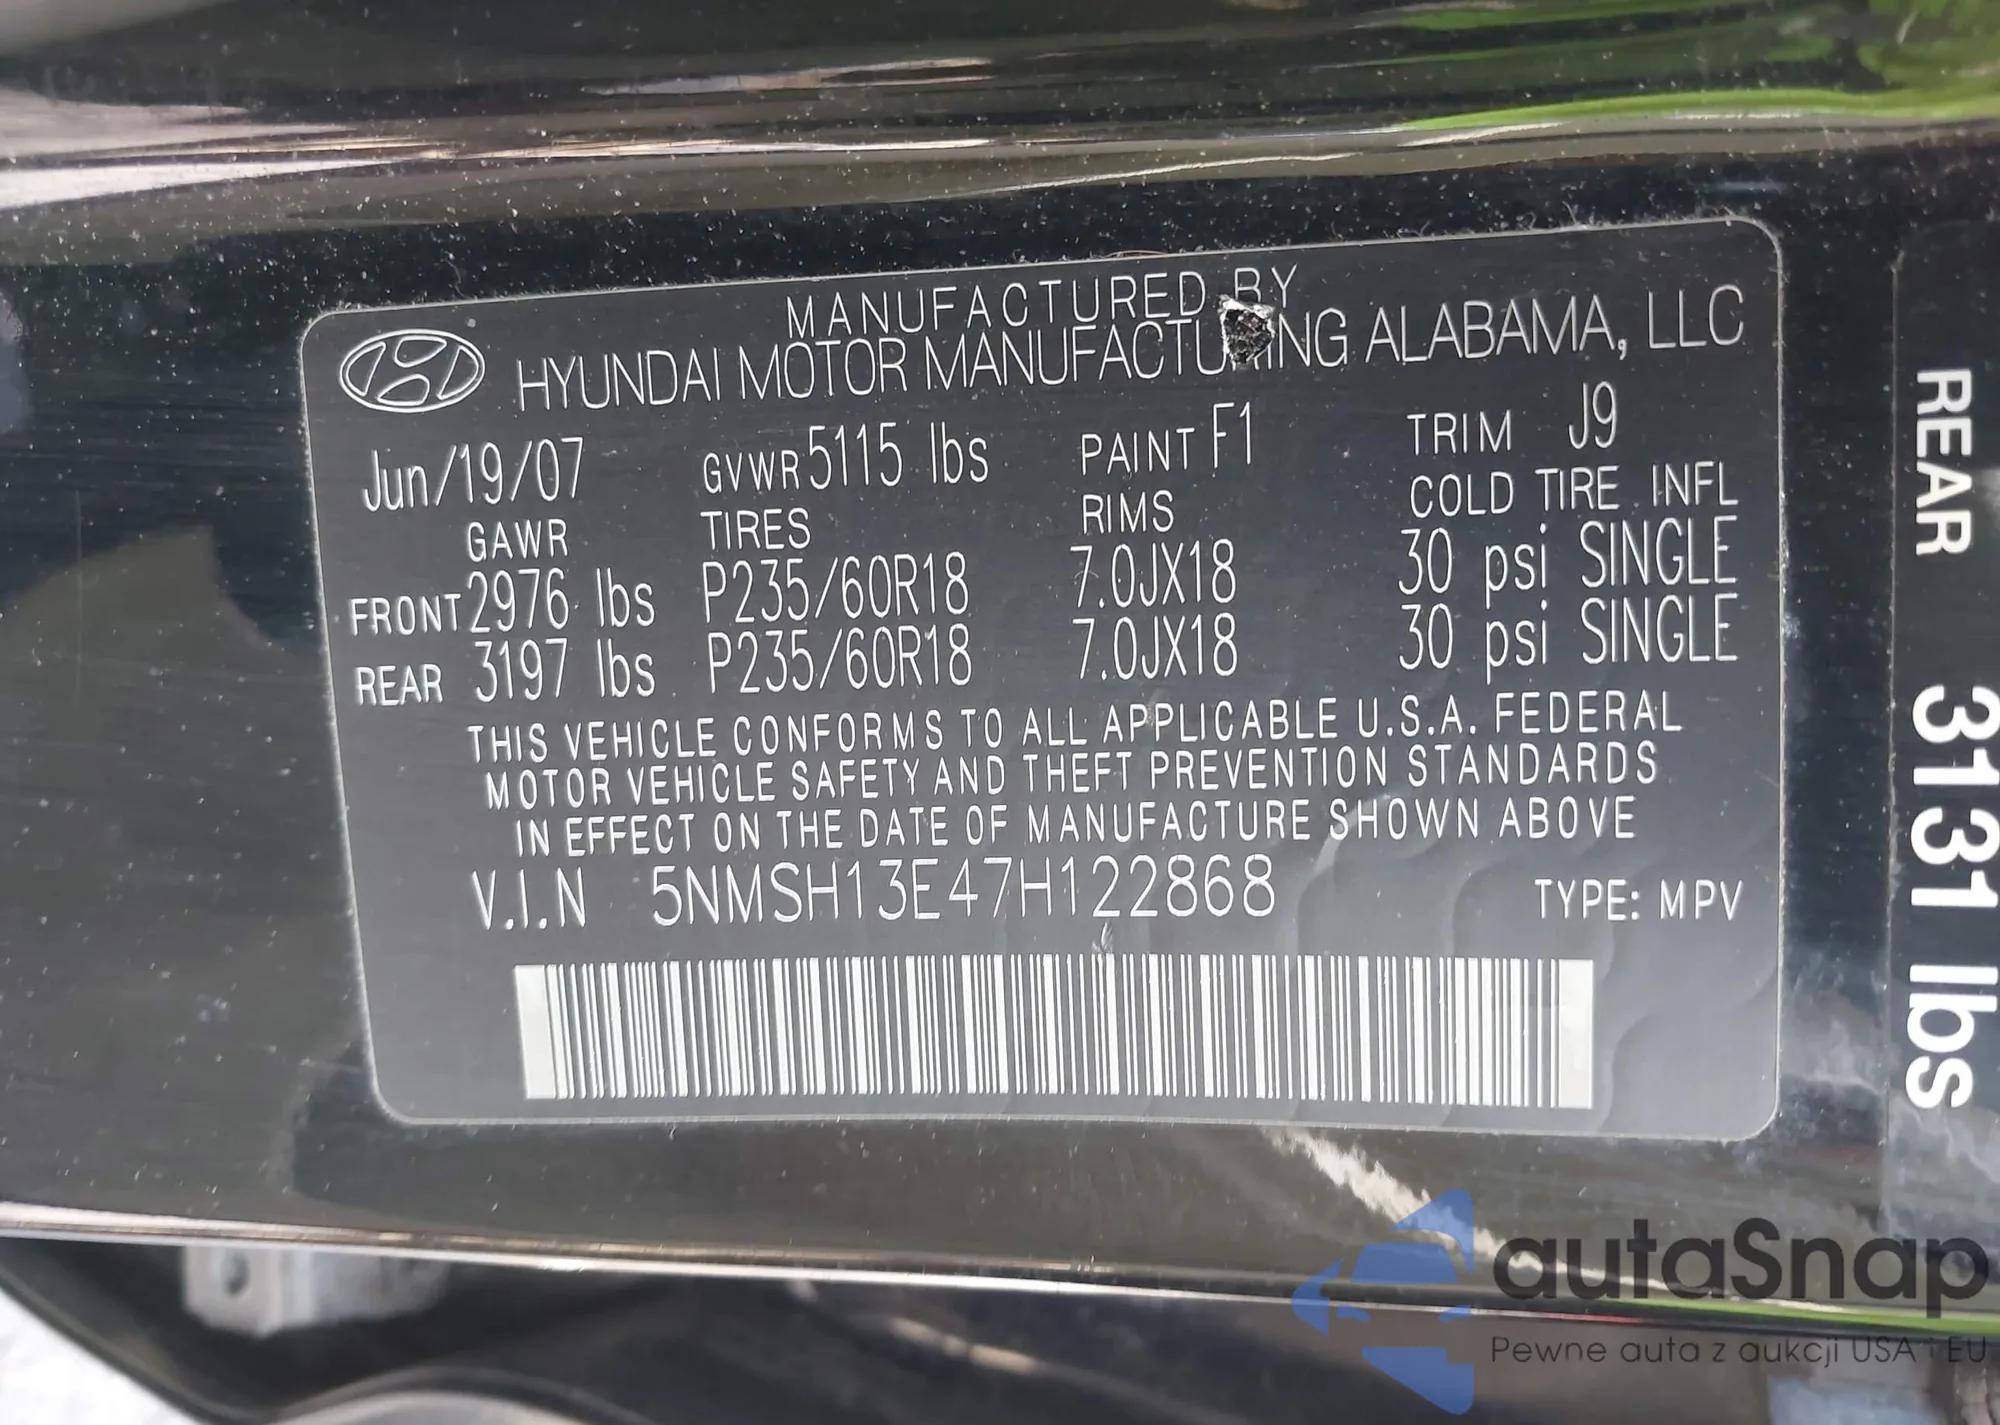 MANUFACTURED BY
HYUNDAI MOTOR MANUFACTURING ALABAMA, LLC
Jun/19/07 GVWR 5115 lbs PAINT F1 TRIM J9
GAWR TIRES RIMS COLD TIRE INFL
FRONT 2976 lbs P235/60R18 7.0JX18 30 psi SINGLE
REAR 3197 lbs P235/60R18 7.0JX18 30 psi SINGLE
THIS VEHICLE CONFORMS TO ALL APPLICABLE U.S.A. FEDERAL
MOTOR VEHICLE SAFETY AND THEFT PREVENTION STANDARDS
IN EFFECT ON THE DATE OF MANUFACTURE SHOWN ABOVE
V.I.N 5NMSH13E47H122868 TYPE: MPV
REAR 3131 lbs
autaSnap
Pewne auta z aukcji USA i EU